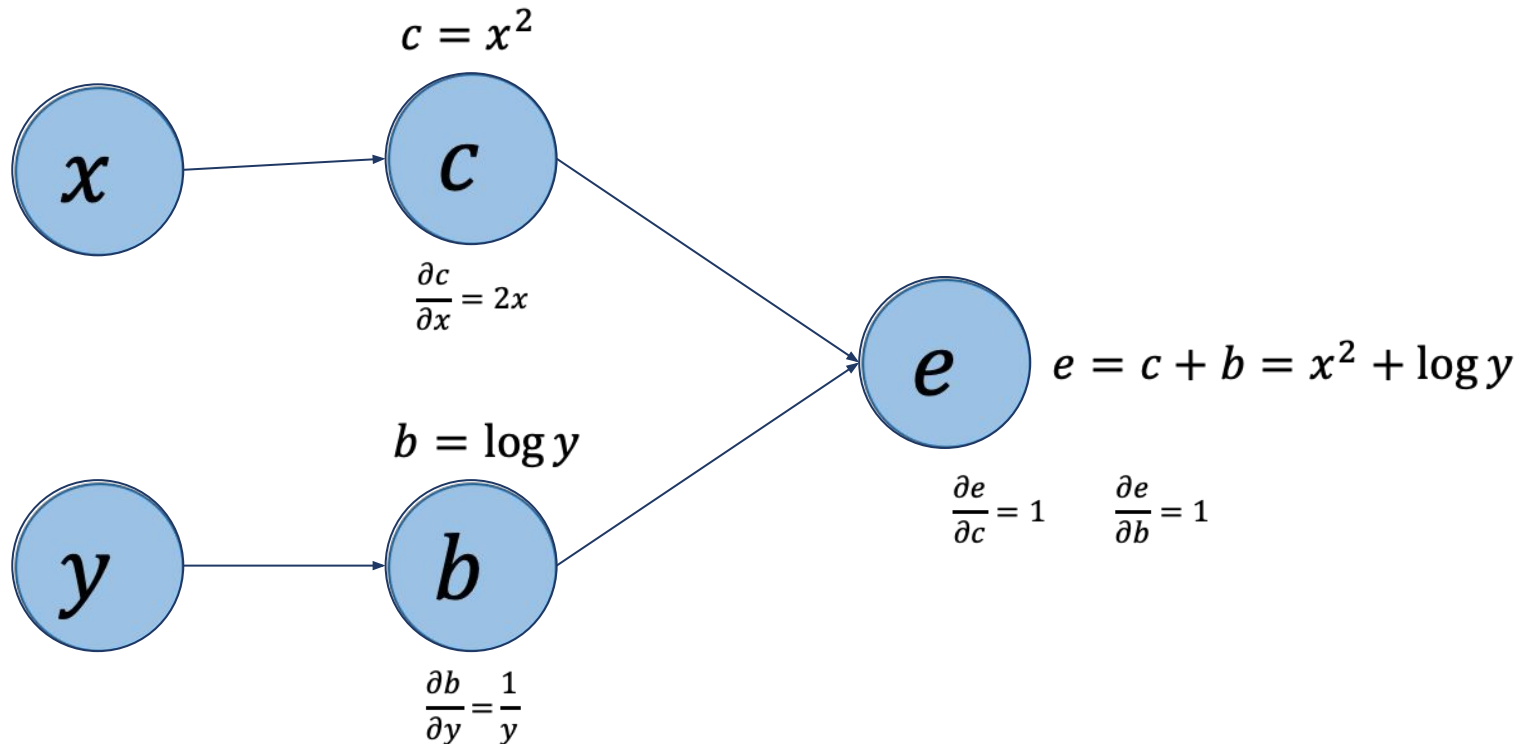 c = x²
x
c
∂c/∂x = 2x
e
e = c + b = x² + log y
b = log y
∂e/∂c = 1
∂e/∂b = 1
y
b
∂b/∂y = 1/y